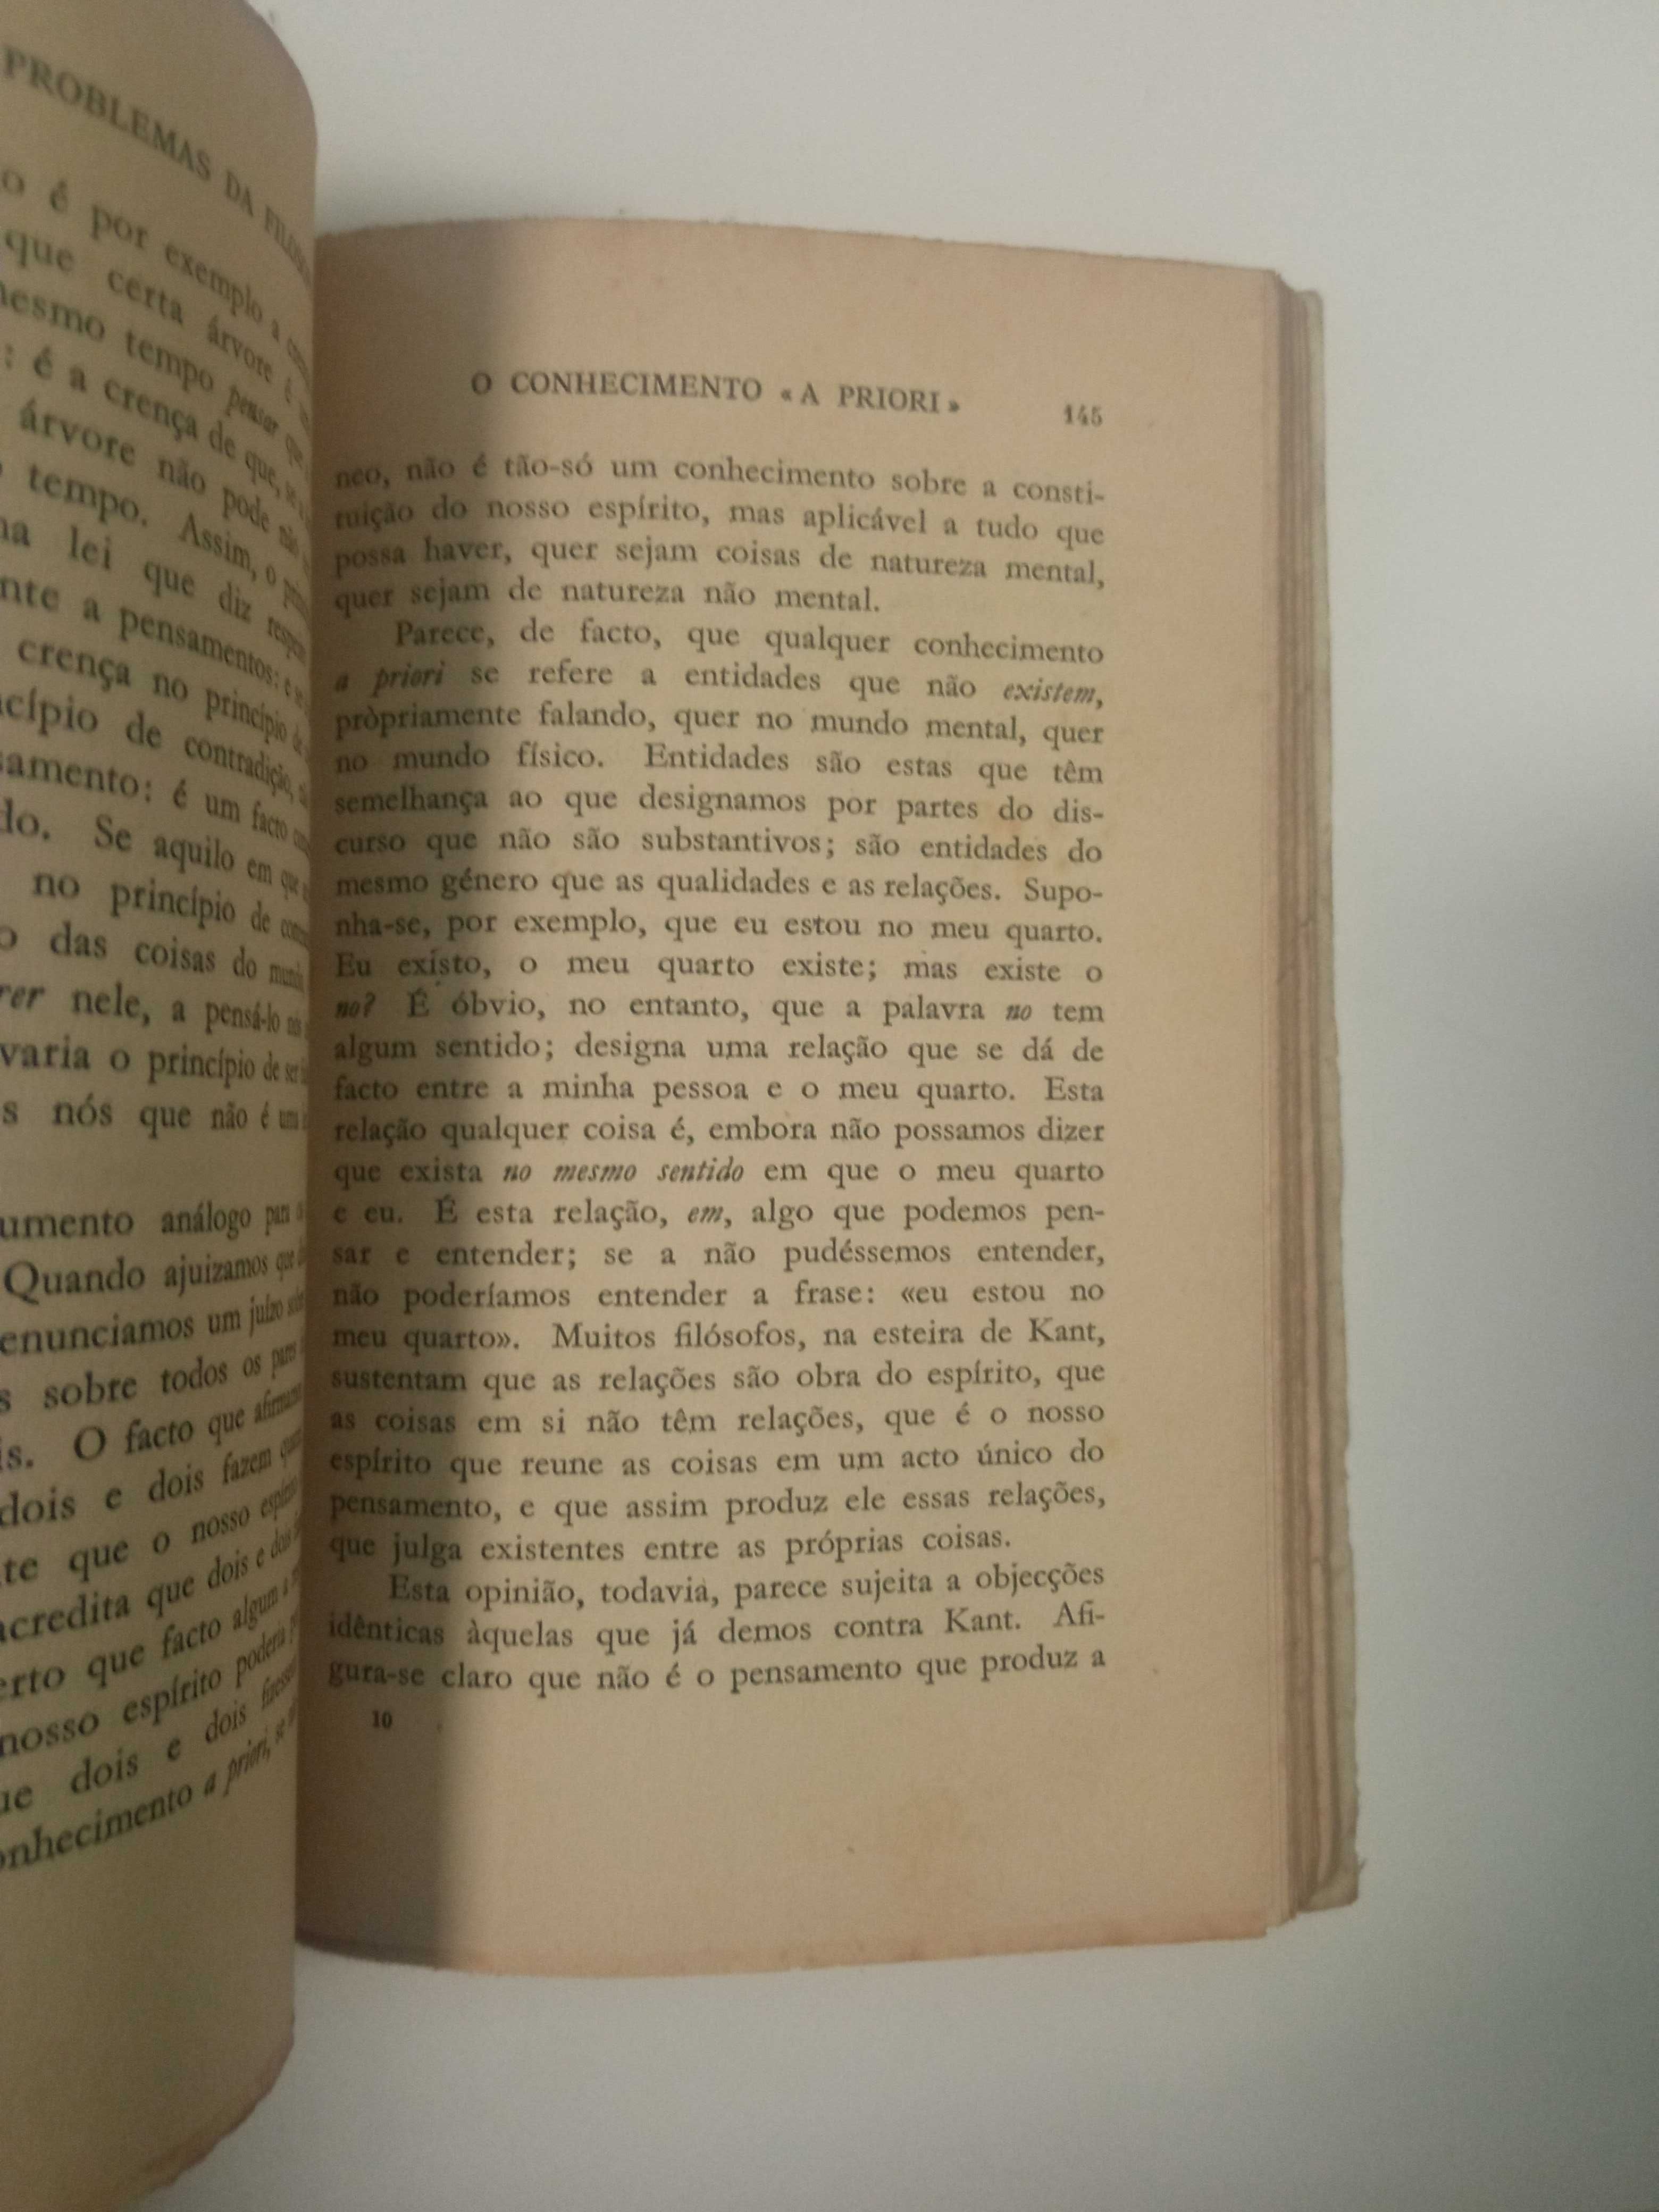 PROBLEMAS DA
o é por exemplo a
que certa árvore é
mesmo tempo pensar que
: é a crença de que, se a
árvore não pode não
tempo. Assim, o
lei que diz
a pensamentos: e
crença no princípio de
de contradição,
: é um facto
do. Se aquilo em que
no princípio de
o das coisas do
nele, a pensá-lo
varia o princípio de ser
s nós que não é uma
análogo para
Quando ajuizamos que
enunciamos um juízo
s sobre todos os pares
is. O facto que
dois e dois fazem
que o nosso
acredita que dois e dois
que facto algum
nosso espírito poderá
dois e dois
a priori, se
O CONHECIMENTO «A PRIORI»
145
neo, não é tão-só um conhecimento sobre a consti-
tuição do nosso espírito, mas aplicável a tudo que
possa haver, quer sejam coisas de natureza mental,
quer sejam de natureza não mental.
Parece, de facto, que qualquer conhecimento
a priori se refere a entidades que não existem,
pròpriamente falando, quer no mundo mental, quer
no mundo físico. Entidades são estas que têm
semelhança ao que designamos por partes do dis-
curso que não são substantivos; são entidades do
mesmo género que as qualidades e as relações. Supo-
nha-se, por exemplo, que eu estou no meu quarto.
Eu existo, o meu quarto existe; mas existe o
no? É óbvio, no entanto, que a palavra no tem
algum sentido; designa uma relação que se dá de
facto entre a minha pessoa e o meu quarto. Esta
relação qualquer coisa é, embora não possamos dizer
que exista no mesmo sentido em que o meu quarto
e eu. É esta relação, em, algo que podemos pen-
sar e entender; se a não pudéssemos entender,
não poderíamos entender a frase: «eu estou no
meu quarto». Muitos filósofos, na esteira de Kant,
sustentam que as relações são obra do espírito, que
as coisas em si não têm relações, que é o nosso
espírito que reune as coisas em um acto único do
pensamento, e que assim produz ele essas relações,
que julga existentes entre as próprias coisas.
Esta opinião, todavia, parece sujeita a objecções
idênticas àquelas que já demos contra Kant. Afi-
gura-se claro que não é o pensamento que produz a
10